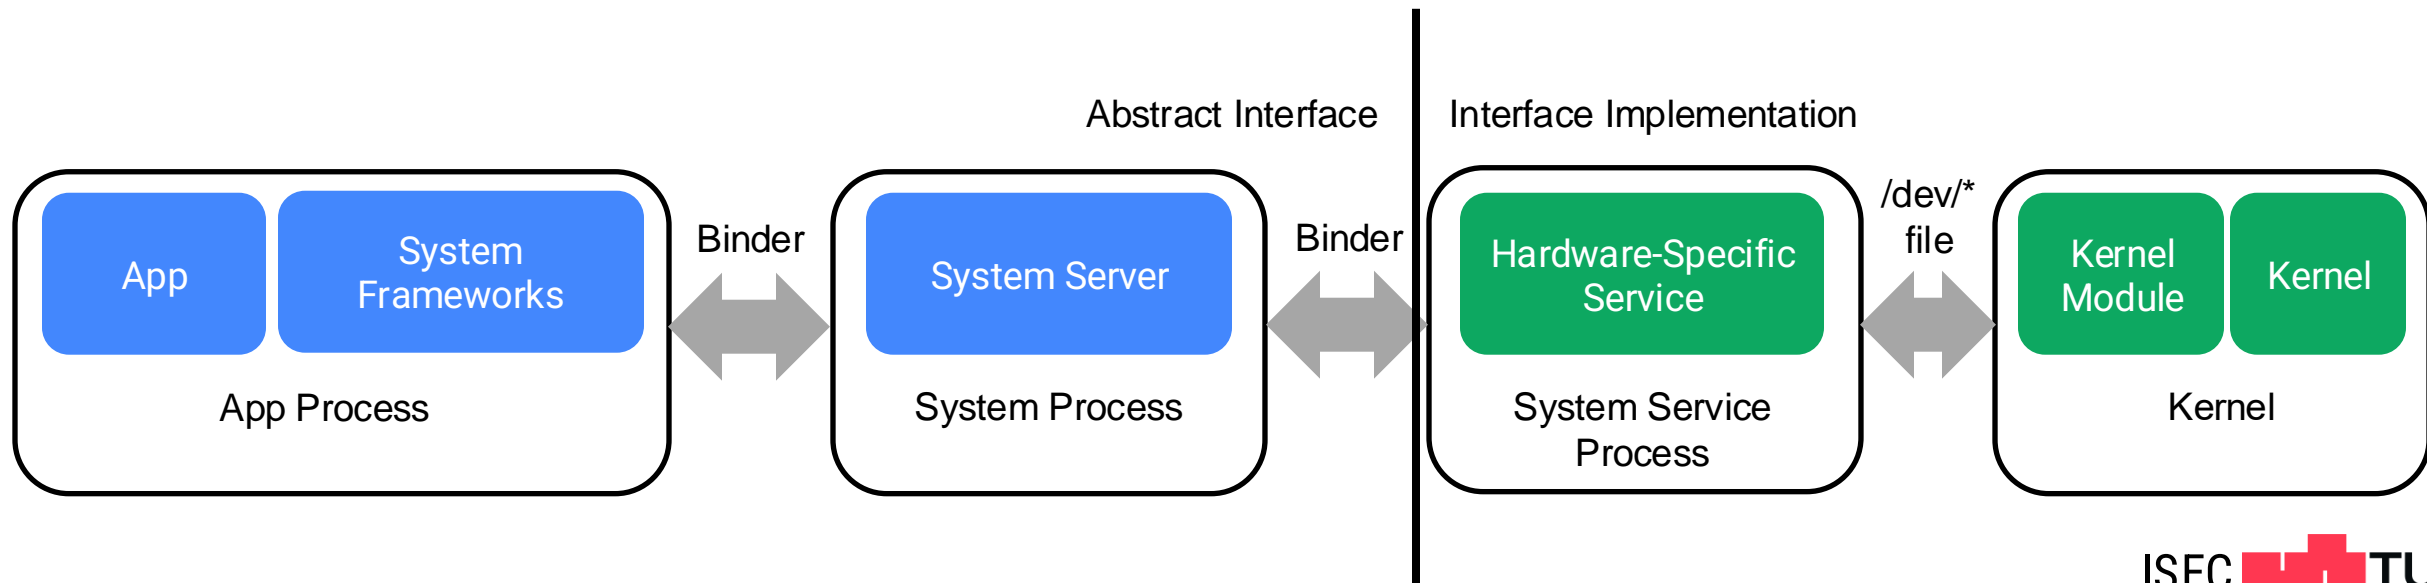 Abstract Interface
Interface Implementation
App
System
Frameworks
App Process
Binder
System Server
System Process
Binder
Hardware-Specific
Service
System Service
Process
/dev/*
file
Kernel
Module
Kernel
Kernel
ISEC
TU